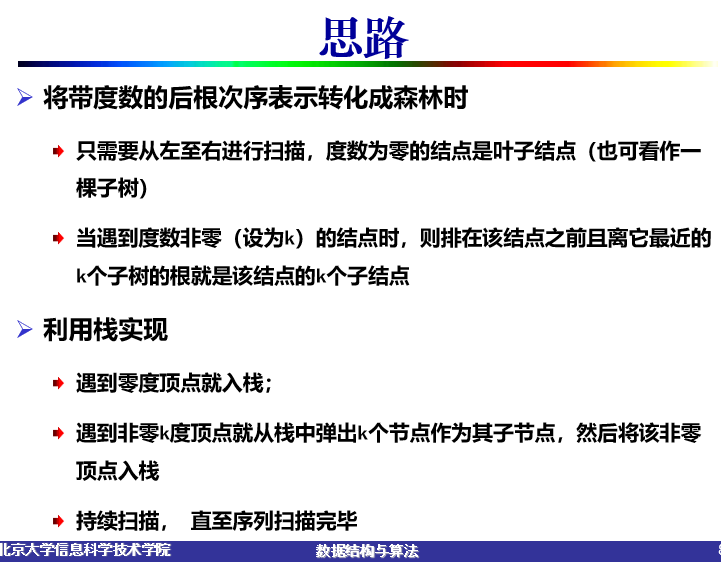 思路
将带度数的后根次序表示转化成森林时
只需要从左至右进行扫描，度数为零的结点是叶子结点（也可看作一
棵子树）
当遇到度数非零（设为k）的结点时，则排在该结点之前且离它最近的
k个子树的根就是该结点的k个子结点
利用栈实现
遇到零度顶点就入栈；
遇到非零k度顶点就从栈中弹出k个节点作为其子节点，然后将该非零
顶点入栈
持续扫描， 直至序列扫描完毕
北京大学信息科学技术学院
数据结构与算法